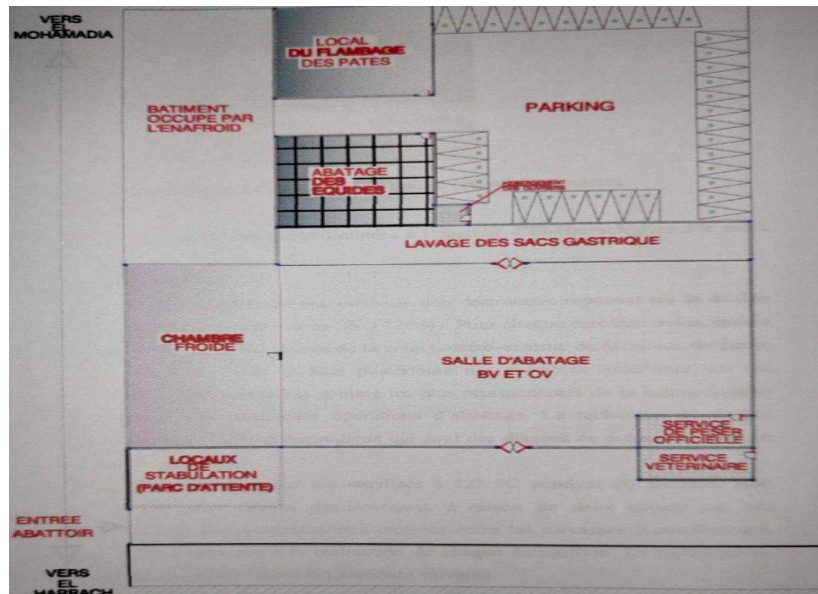 VERS
EL
MOHAMADIA
LOCAL
DU FLAMBAGE
DES PATES
BATIMENT
OCCUPE PAR
L'ENAFROID
PARKING
ABATAGE
DES
EQUIDES
LAVAGE DES SACS GASTRIQUE
CHAMBRE
FROIDE
SALLE D'ABATAGE
BV ET OV
SERVICE
DE PESER
OFFICIELLE
SERVICE
VETERINAIRE
LOCAUX
DE
STABULATION
(PARC D'ATTENTE)
ENTREE
ABATTOIR
VERS
EL
HARRACH